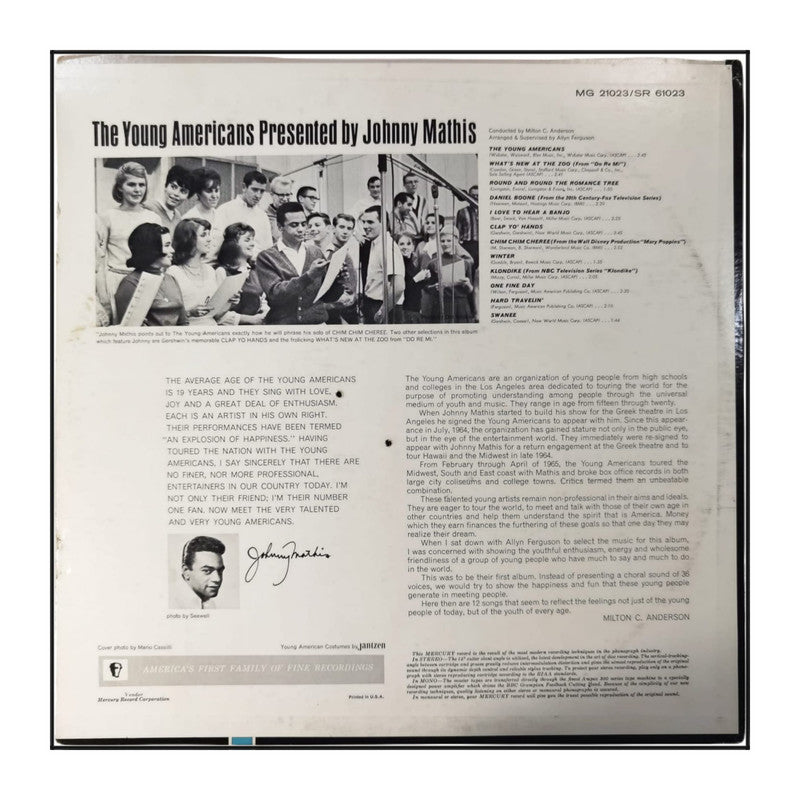 MG 21023/SR 61023
The Young Americans Presented by Johnny Mathis
Conducted by Milton C. Anderson
Arranged & Supervised by Allyn Ferguson
THE YOUNG AMERICANS
WHAT'S NEW AT THE ZOO (From "Do Re Mi")
ROUND AND ROUND THE ROMANCE TREE
DANIEL BOONE (From the 20th Century-Fox Television Series)
I LOVE TO HEAR A BANJO
CLAP YO' HANDS
CHIM CHIM CHEREE (From the Walt Disney Production "Mary Poppins")
WINTER
KLONDIKE (From NBC Television Series "Klondike")
ONE FINE DAY
HARD TRAVELIN'
SWANEE
Johnny Mathis points out to The Young Americans exactly how he will phrase his solo of CHIM CHIM CHEREE. Two other selections in this album
which feature Johnny are Gershwin's memorable CLAP YO HANDS and the frolicking WHAT'S NEW AT THE ZOO from "DO RE MI."
THE AVERAGE AGE OF THE YOUNG AMERICANS
IS 19 YEARS AND THEY SING WITH LOVE,
JOY AND A GREAT DEAL OF ENTHUSIASM.
EACH IS AN ARTIST IN HIS OWN RIGHT.
THEIR PERFORMANCES HAVE BEEN TERMED
"AN EXPLOSION OF HAPPINESS." HAVING
TOURED THE NATION WITH THE YOUNG
AMERICANS, I SAY SINCERELY THAT THERE ARE
NO FINER, NOR MORE PROFESSIONAL,
ENTERTAINERS IN OUR COUNTRY TODAY. I'M
NOT ONLY THEIR FRIEND; I'M THEIR NUMBER
ONE FAN. NOW MEET THE VERY TALENTED
AND VERY YOUNG AMERICANS.
Johnny Mathis
photo by Seawell
The Young Americans are an organization of young people from high schools
and colleges in the Los Angeles area dedicated to touring the world for the
purpose of promoting understanding among people through the universal
medium of youth and music. They range in age from fifteen through twenty.
When Johnny Mathis started to build his show for the Greek theatre in Los
Angeles he signed the Young Americans to appear with him. Since this appear-
ance in July, 1964, the organization has gained stature not only in the public eye,
but in the eye of the entertainment world. They immediately were re-signed to
appear with Johnny Mathis for a return engagement at the Greek theatre and to
tour Hawaii and the Midwest in late 1964.
From February through April of 1965, the Young Americans toured the
Midwest, South and East coast with Mathis and broke box office records in both
large city coliseums and college towns. Critics termed them an unbeatable
combination.
These talented young artists remain non-professional in their aims and ideals.
They are eager to tour the world, to meet and talk with those of their own age in
other countries and help them understand the spirit that is America. Money
which they earn finances the furthering of these goals so that one day they may
realize their dream.
When I sat down with Allyn Ferguson to select the music for this album,
I was concerned with showing the youthful enthusiasm, energy and wholesome
friendliness of a group of young people who have much to say and much to do
in the world.
This was to be their first album. Instead of presenting a choral sound of 36
voices, we would try to show the happiness and fun that these young people
generate in meeting people.
Here then are 12 songs that seem to reflect the feelings not just of the young
people of today, but of the youth of every age.
MILTON C. ANDERSON
Cover photo by Mario Casilli
Young American Costumes by jantzen
AMERICA'S FIRST FAMILY OF FINE RECORDINGS
Vendor
Mercury Record Corporation
Printed in U.S.A.
This MERCURY record is the result of the most modern recording techniques in the phonograph industry.